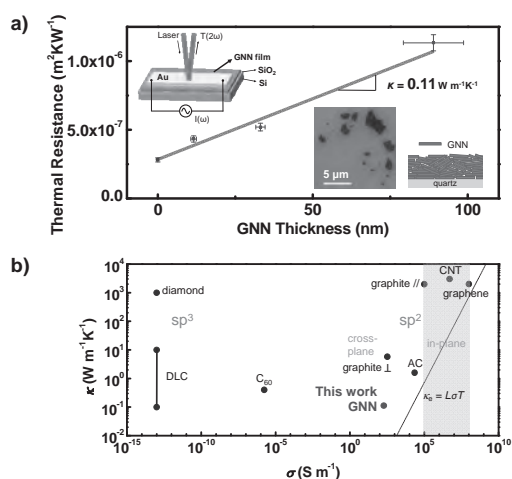 a)
Laser
T(2ω)
GNN film
Au
SiO₂
Si
I(ω)
κ = 0.11 W m⁻¹K⁻¹
5 μm
GNN
quartz
Thermal Resistance (m²KW⁻¹)
1.0x10⁻⁶
5.0x10⁻⁷
0.0
0
50
100
GNN Thickness (nm)
b)
κ (W m⁻¹K⁻¹)
10⁴
10³
10²
10¹
10⁰
10⁻¹
10⁻²
diamond
sp³
DLC
C₆₀
cross-
plane
graphite ⊥
This work
GNN
sp²
AC
graphite //
CNT
graphene
in-plane
κₑ = LσT
10⁻¹⁵
10⁻¹⁰
10⁻⁵
10⁰
10⁵
10¹⁰
σ (S m⁻¹)